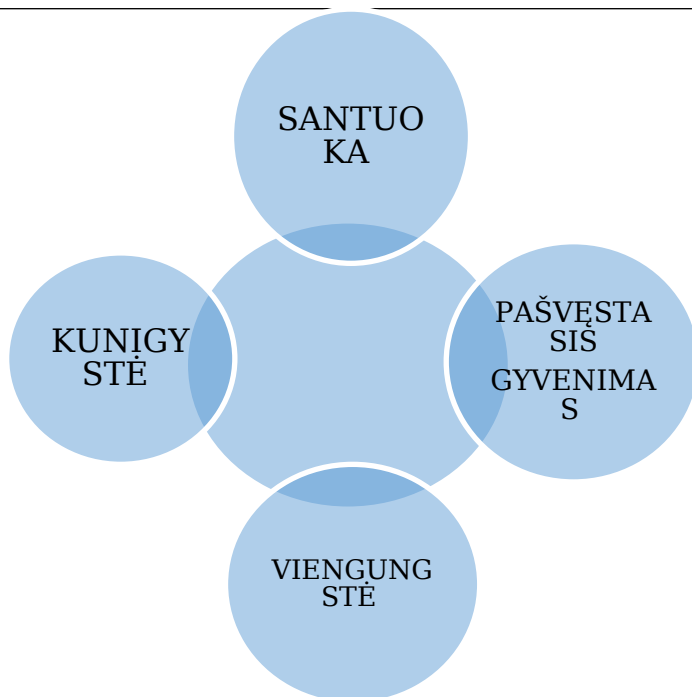 SANTUO
KA
KUNIGY
STĖ
PAŠVĘSTA
SIS
GYVENIMA
S
VIENGUNG
STĖ